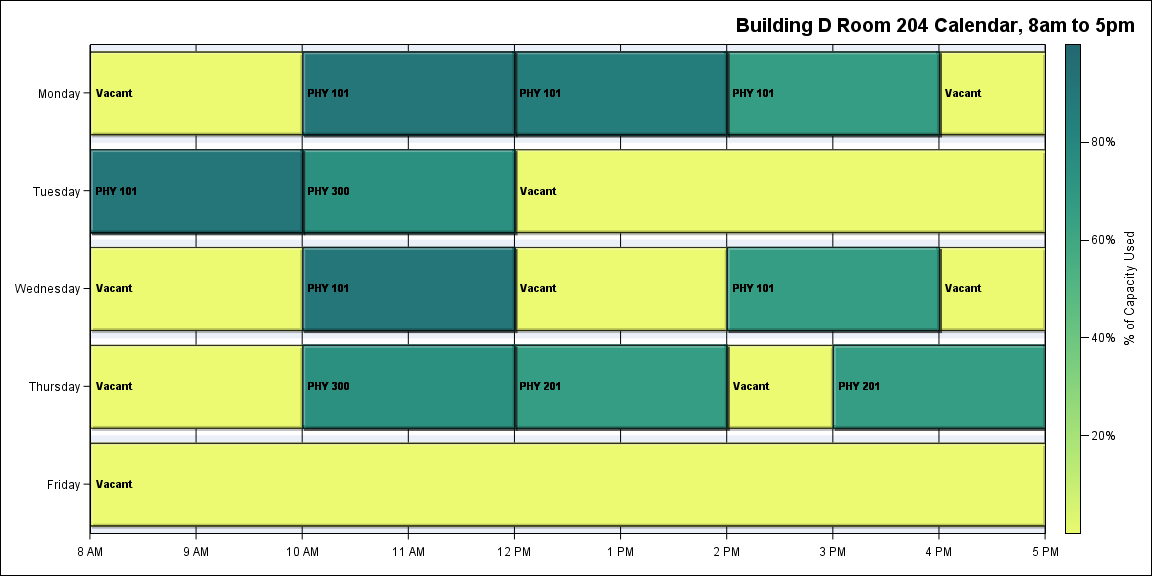 Building D Room 204 Calendar, 8am to 5pm
Monday
Vacant
PHY 101
PHY 101
PHY 101
Vacant
Tuesday
PHY 101
PHY 300
Vacant
Wednesday
Vacant
PHY 101
Vacant
PHY 101
Vacant
Thursday
Vacant
PHY 300
PHY 201
Vacant
PHY 201
Friday
Vacant
8 AM
9 AM
10 AM
11 AM
12 PM
1 PM
2 PM
3 PM
4 PM
5 PM
80%
60%
40%
20%
% of Capacity Used